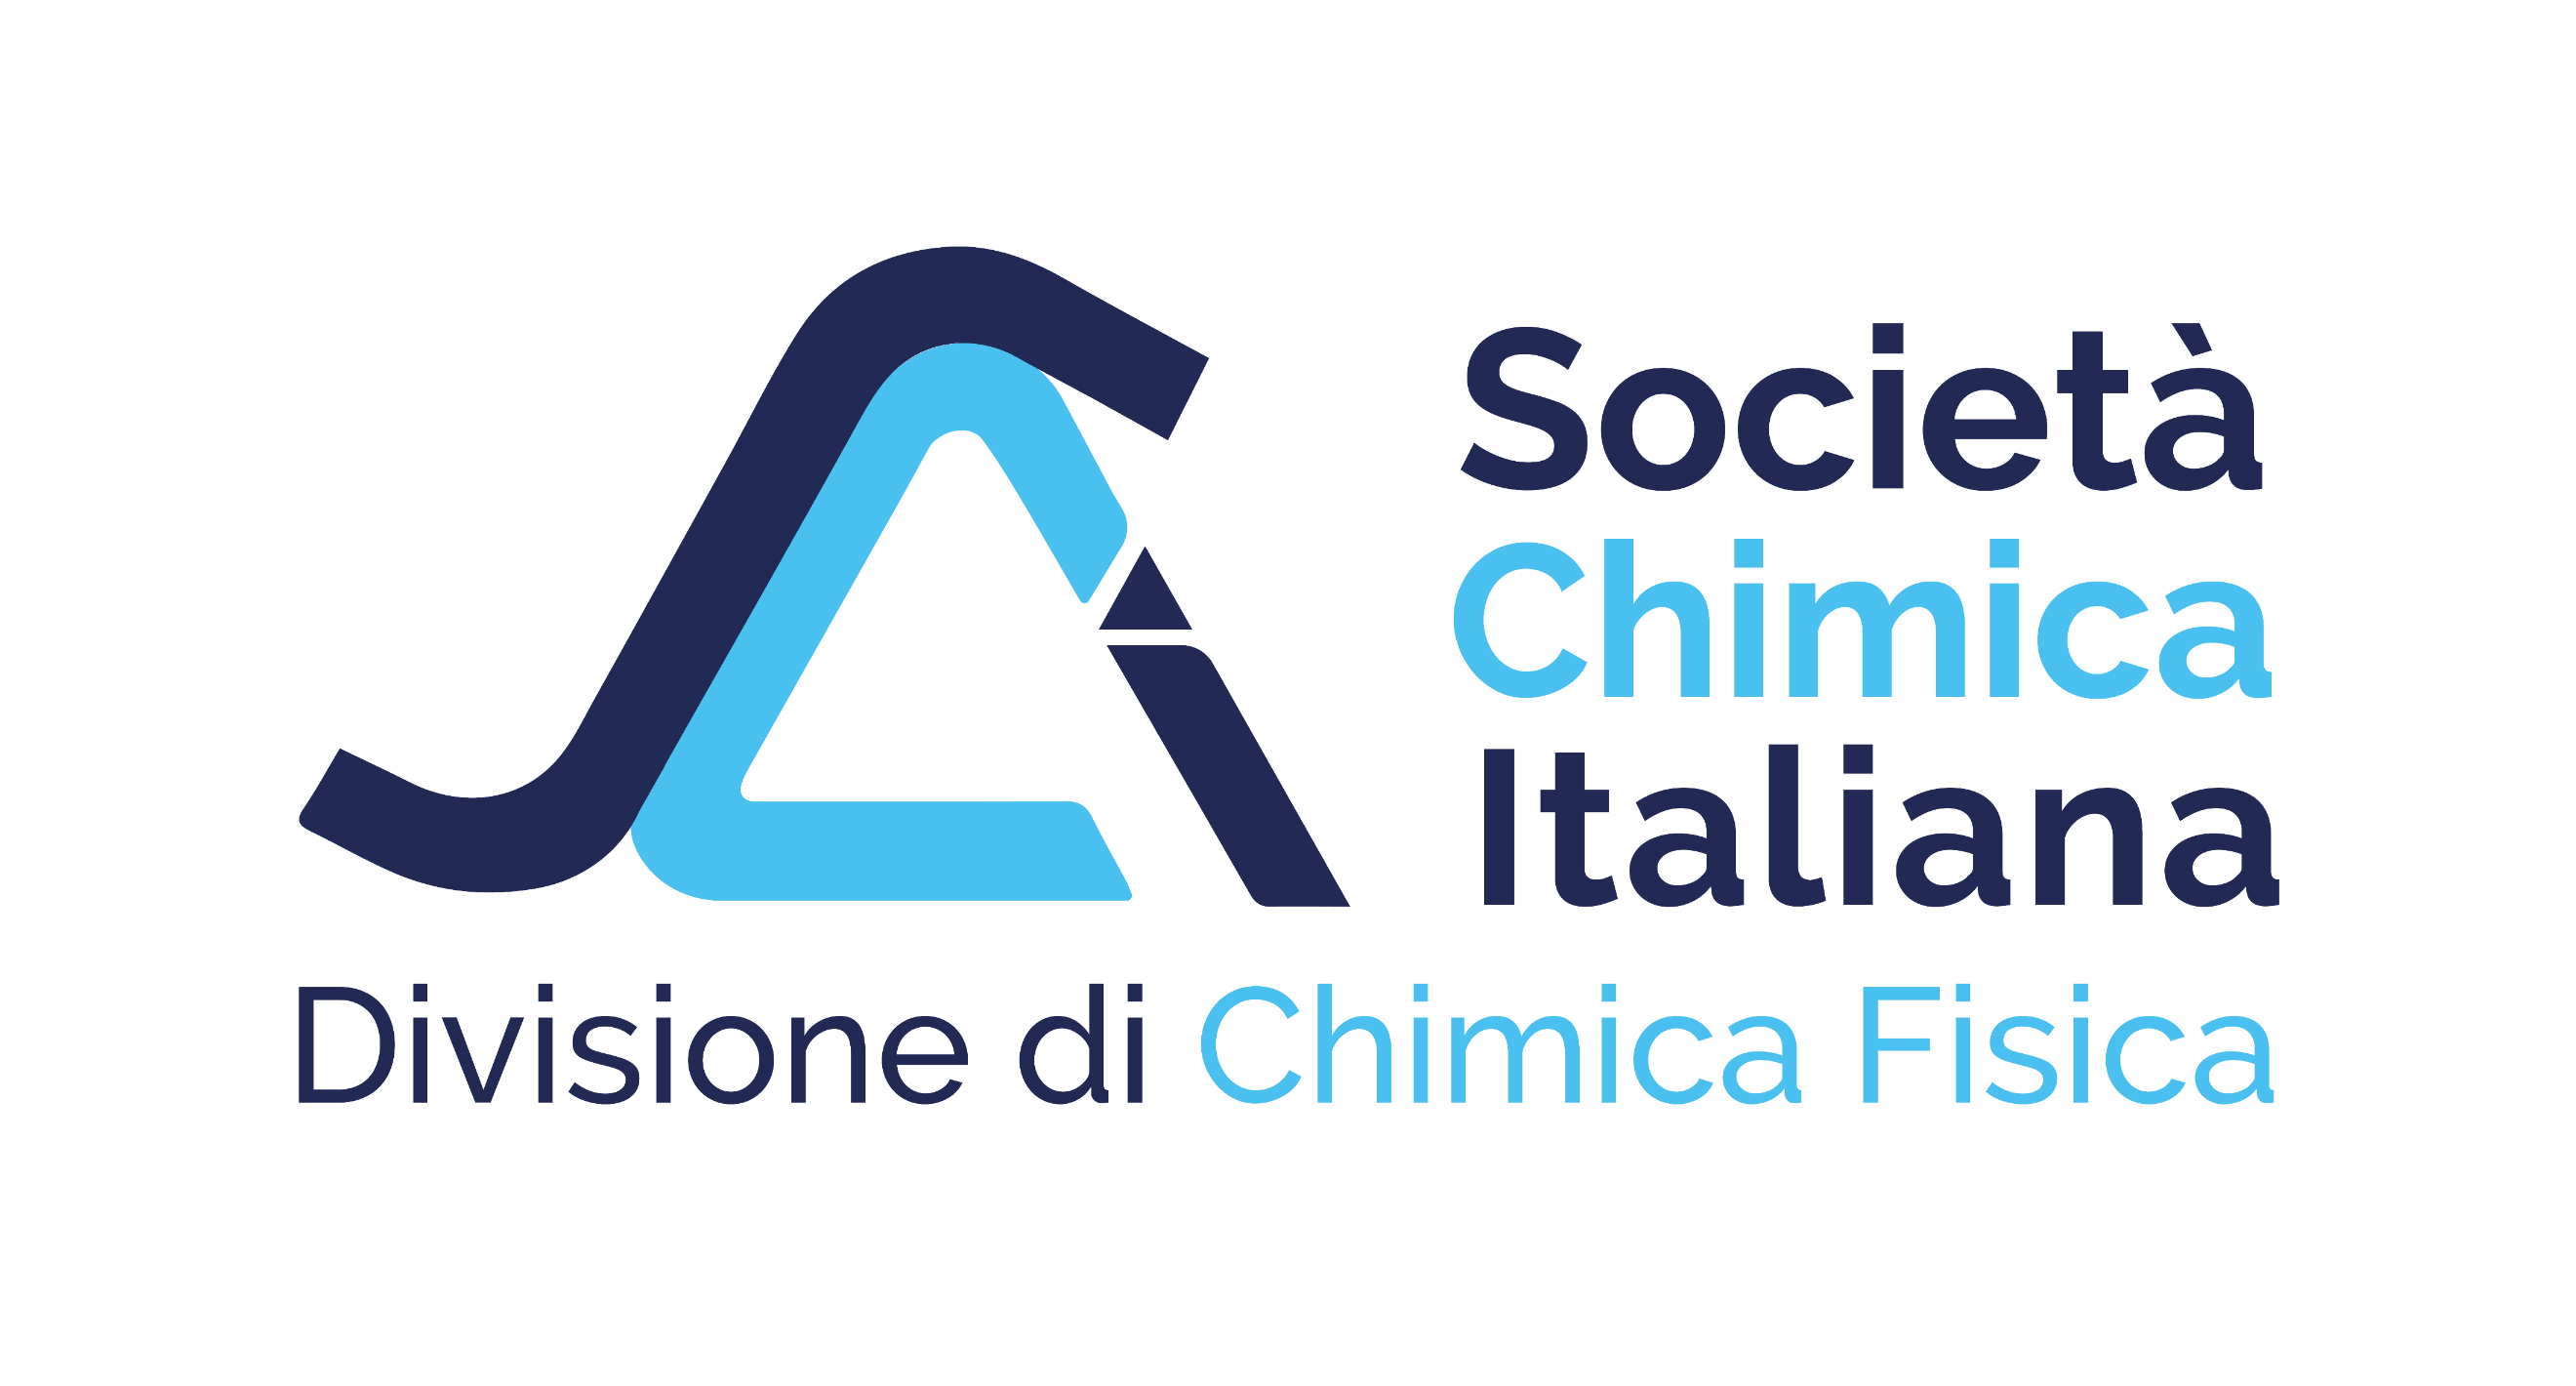 Società
Chimica
Italiana
Divisione di Chimica Fisica